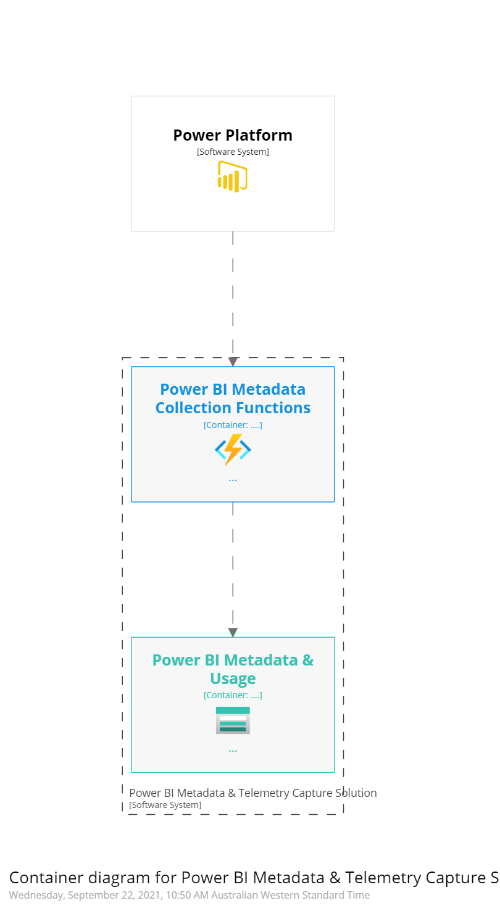 Power Platform
[Software System]
Power BI Metadata
Collection Functions
[Container: ....]
...
Power BI Metadata &
Usage
[Container: ....]
...
Power BI Metadata & Telemetry Capture Solution
[Software System]
Container diagram for Power BI Metadata & Telemetry Capture S
Wednesday, September 22, 2021, 10:50 AM Australian Western Standard Time